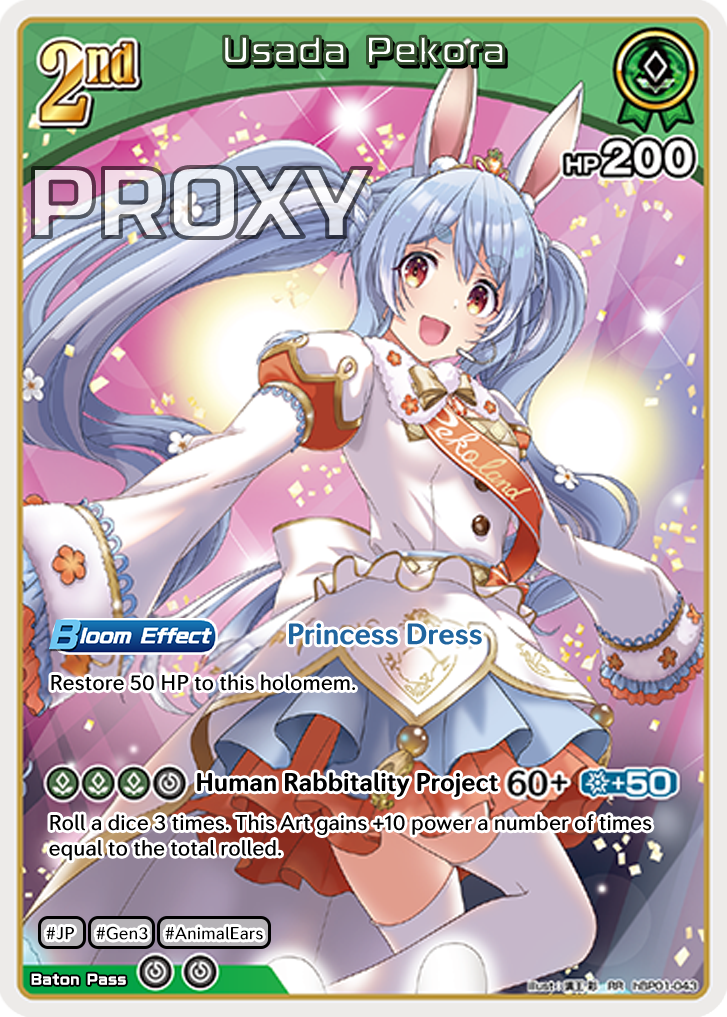 2nd
Usada Pekora
HP200
PROXY
Pekoland
Bloom Effect Princess Dress
Restore 50 HP to this holomem.
Human Rabbitality Project 60+ +50
Roll a dice 3 times. This Art gains +10 power a number of times
equal to the total rolled.
#JP #Gen3 #AnimalEars
Baton Pass
illust: RR hBP01-043